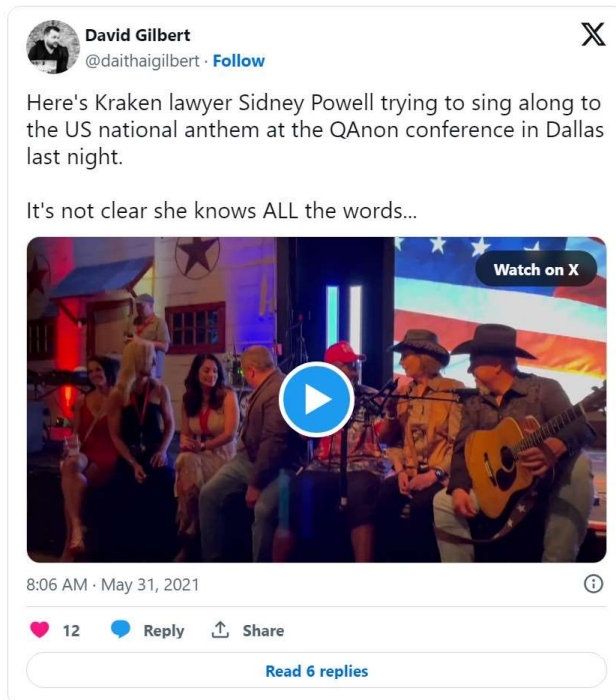 David Gilbert
@daithaigilbert · Follow
Here's Kraken lawyer Sidney Powell trying to sing along to
the US national anthem at the QAnon conference in Dallas
last night.
It's not clear she knows ALL the words...
Watch on X
8:06 AM · May 31, 2021
12 Reply Share
Read 6 replies